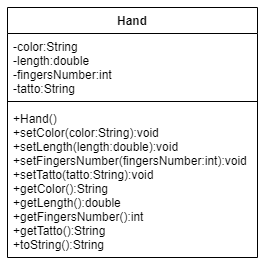 Hand
-color:String
-length:double
-fingersNumber:int
-tatto:String
+Hand()
+setColor(color:String):void
+setLength(length:double):void
+setFingersNumber(fingersNumber:int):void
+setTatto(tatto:String):void
+getColor():String
+getLength():double
+getFingersNumber():int
+getTatto():String
+toString():String